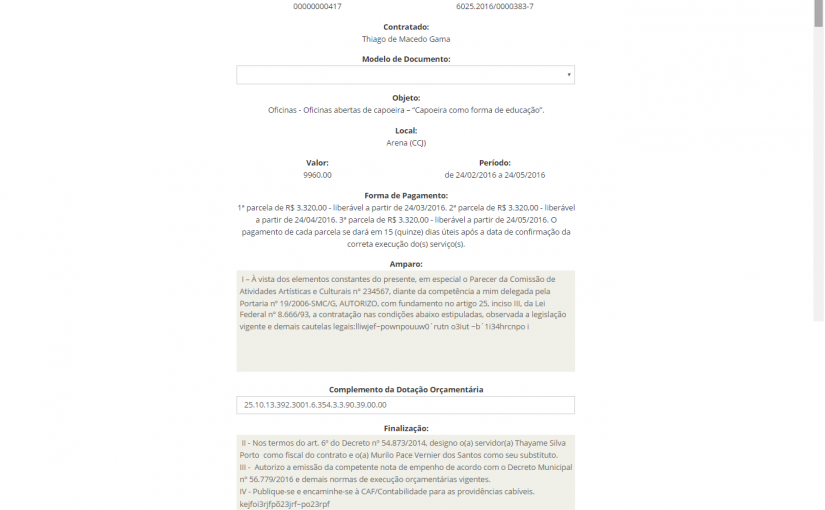 00000000417 6025.2016/0000383-7
Contratado:
Thiago de Macedo Gama
Modelo de Documento:
Objeto:
Oficinas - Oficinas abertas de capoeira – “Capoeira como forma de educação”.
Local:
Arena (CCJ)
Valor: Período:
9960.00 de 24/02/2016 a 24/05/2016
Forma de Pagamento:
1ª parcela de R$ 3.320,00 - liberável a partir de 24/03/2016. 2ª parcela de R$ 3.320,00 - liberável
a partir de 24/04/2016. 3ª parcela de R$ 3.320,00 - liberável a partir de 24/05/2016. O
pagamento de cada parcela se dará em 15 (quinze) dias úteis após a data de confirmação da
correta execução do(s) serviço(s).
Amparo:
I – À vista dos elementos constantes do presente, em especial o Parecer da Comissão de
Atividades Artísticas e Culturais nº 234567, diante da competência a mim delegada pela
Portaria nº 19/2006-SMC/G, AUTORIZO, com fundamento no artigo 25, inciso III, da Lei
Federal nº 8.666/93, a contratação nas condições abaixo estipuladas, observada a legislação
vigente e demais cautelas
Complemento da Dotação Orçamentária
25.10.13.392.3001.6.354.3.3.90.39.00.00
Finalização:
II - Nos termos do art. 6º do Decreto nº 54.873/2014, designo o(a) servidor(a) Thayame Silva
Porto como fiscal do contrato e o(a) Murilo Pace Vernier dos Santos como seu substituto.
III - Autorizo a emissão da competente nota de empenho de acordo com o Decreto Municipal
nº 56.779/2016 e demais normas de execução orçamentárias vigentes.
IV - Publique-se e encaminhe-se à CAF/Contabilidade para as providências cabíveis.